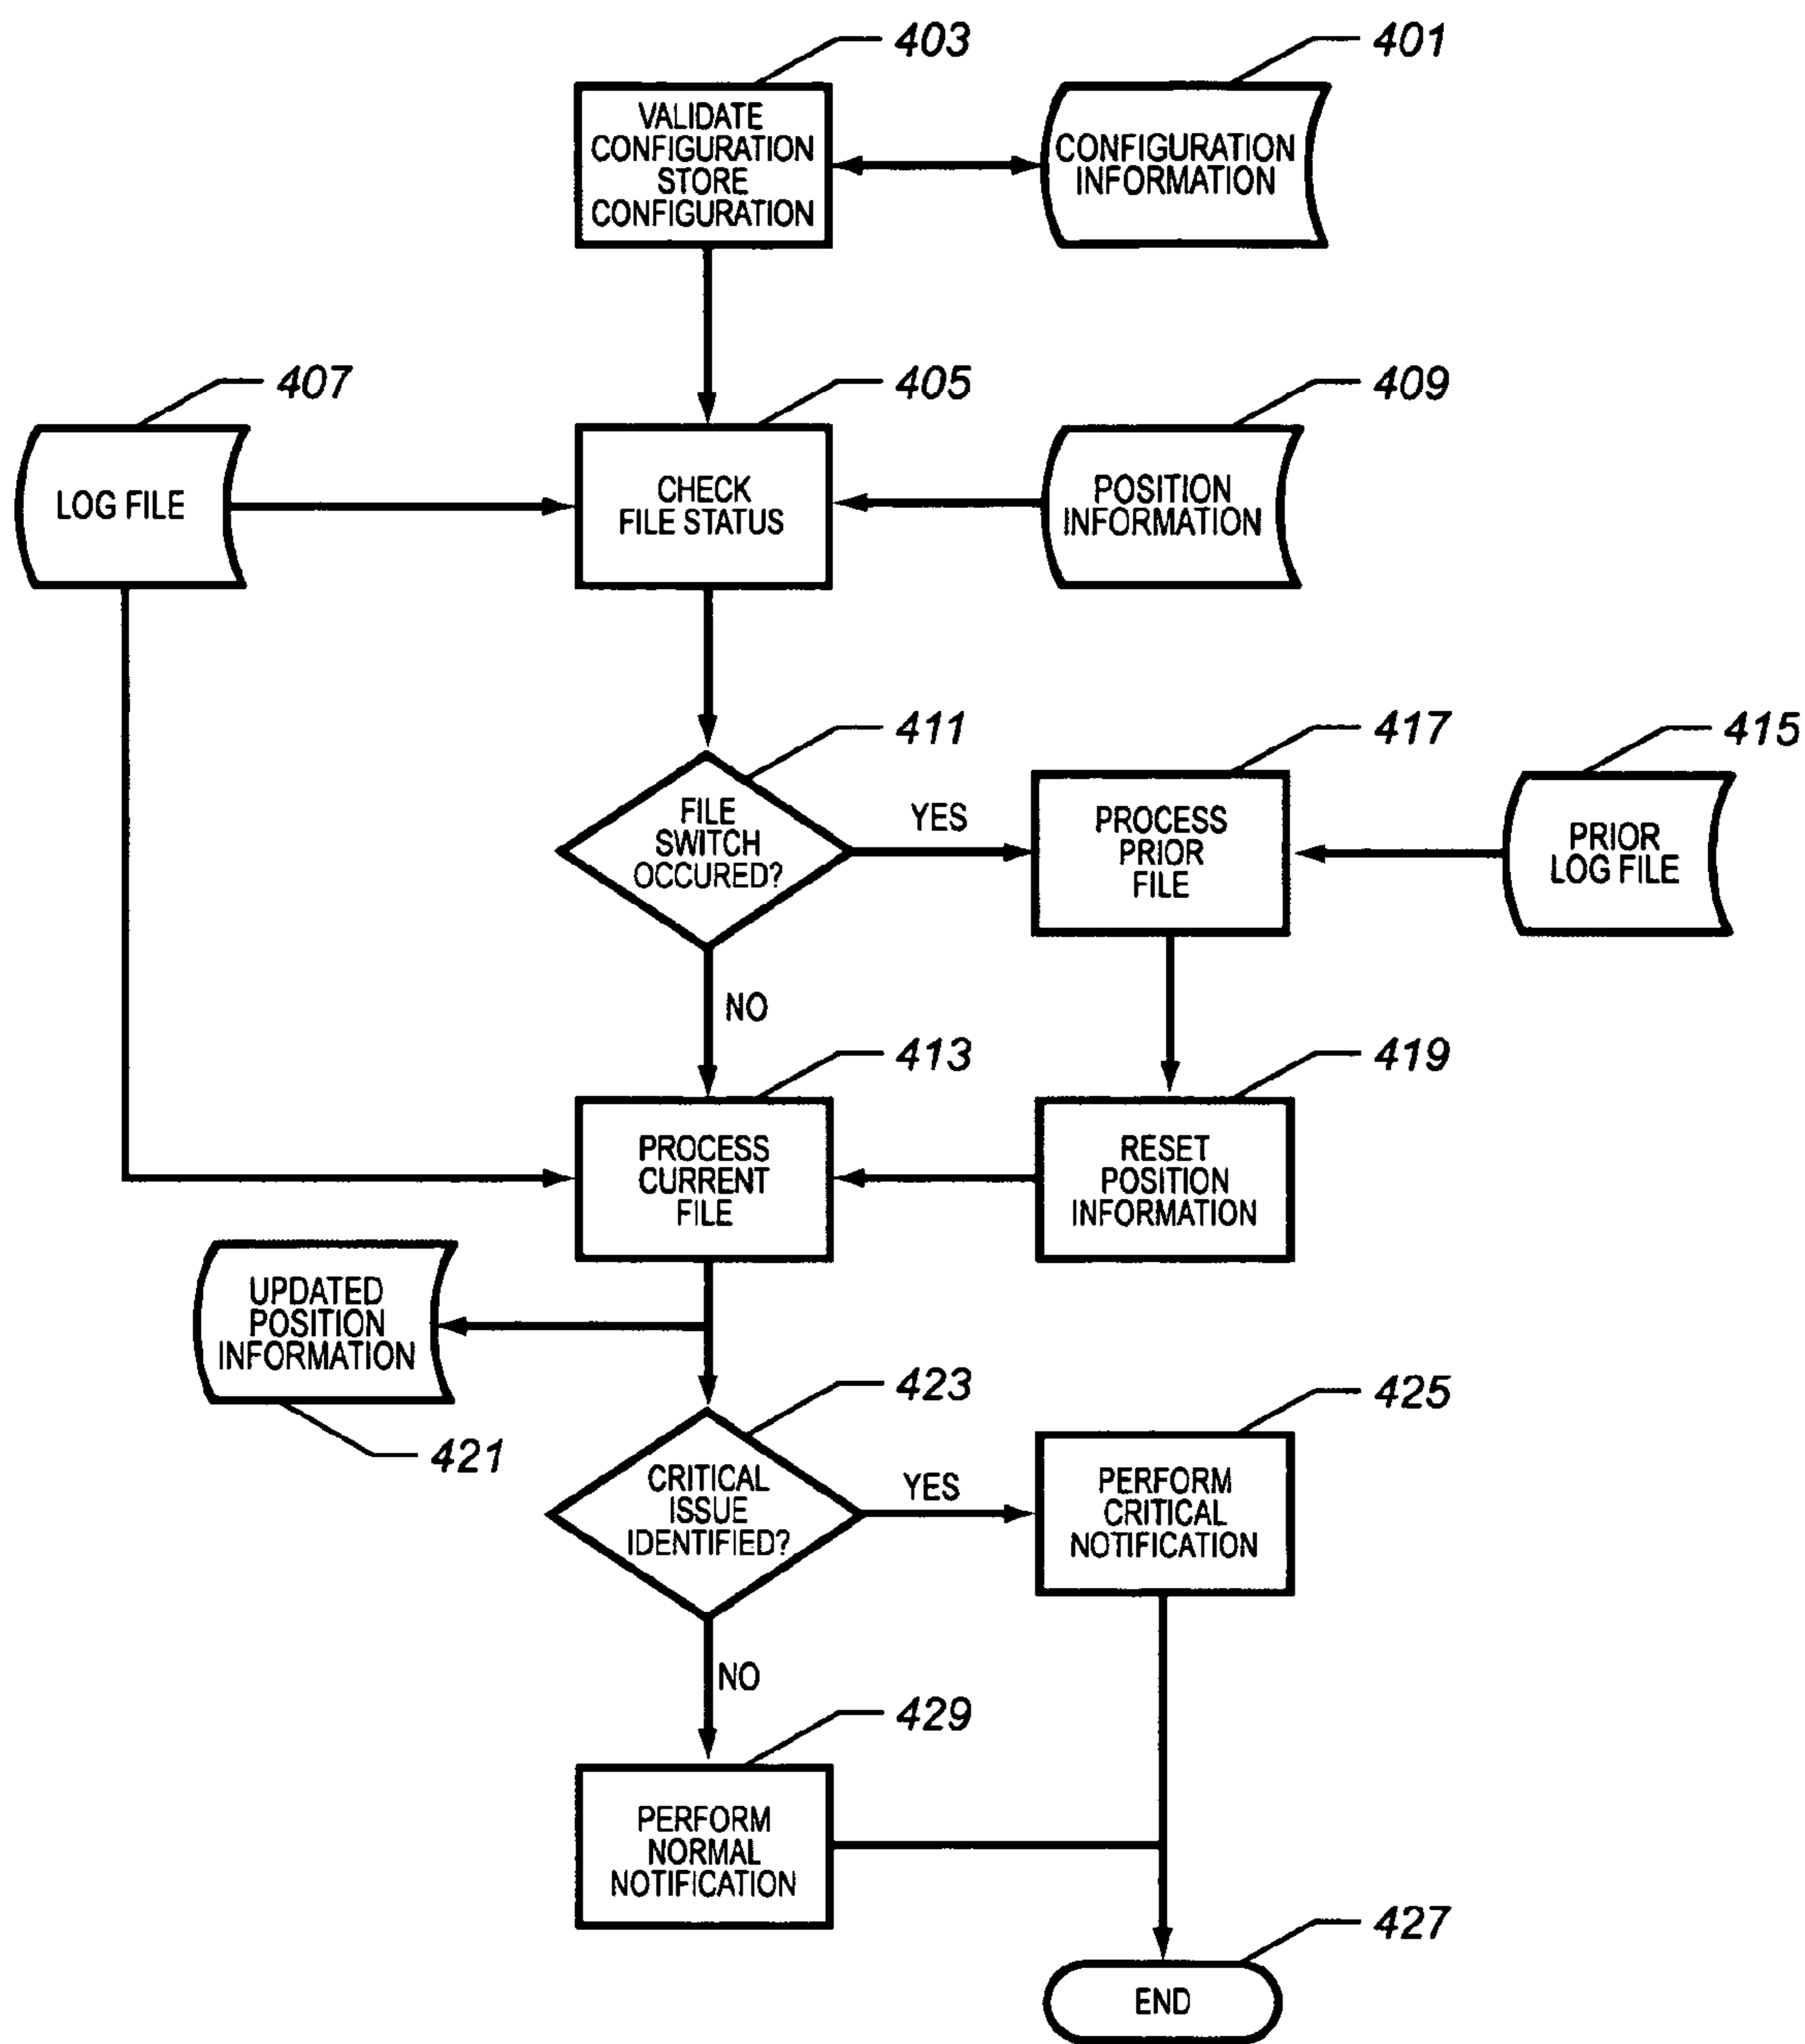 403
401
VALIDATE
CONFIGURATION
STORE
CONFIGURATION
CONFIGURATION
INFORMATION
407
405
409
LOG FILE
CHECK
FILE STATUS
POSITION
INFORMATION
411
417
415
FILE
SWITCH
OCCURED?
YES
PROCESS
PRIOR
FILE
PRIOR
LOG FILE
NO
413
419
PROCESS
CURRENT
FILE
RESET
POSITION
INFORMATION
UPDATED
POSITION
INFORMATION
421
423
425
CRITICAL
ISSUE
IDENTIFIED?
YES
PERFORM
CRITICAL
NOTIFICATION
NO
429
PERFORM
NORMAL
NOTIFICATION
427
END